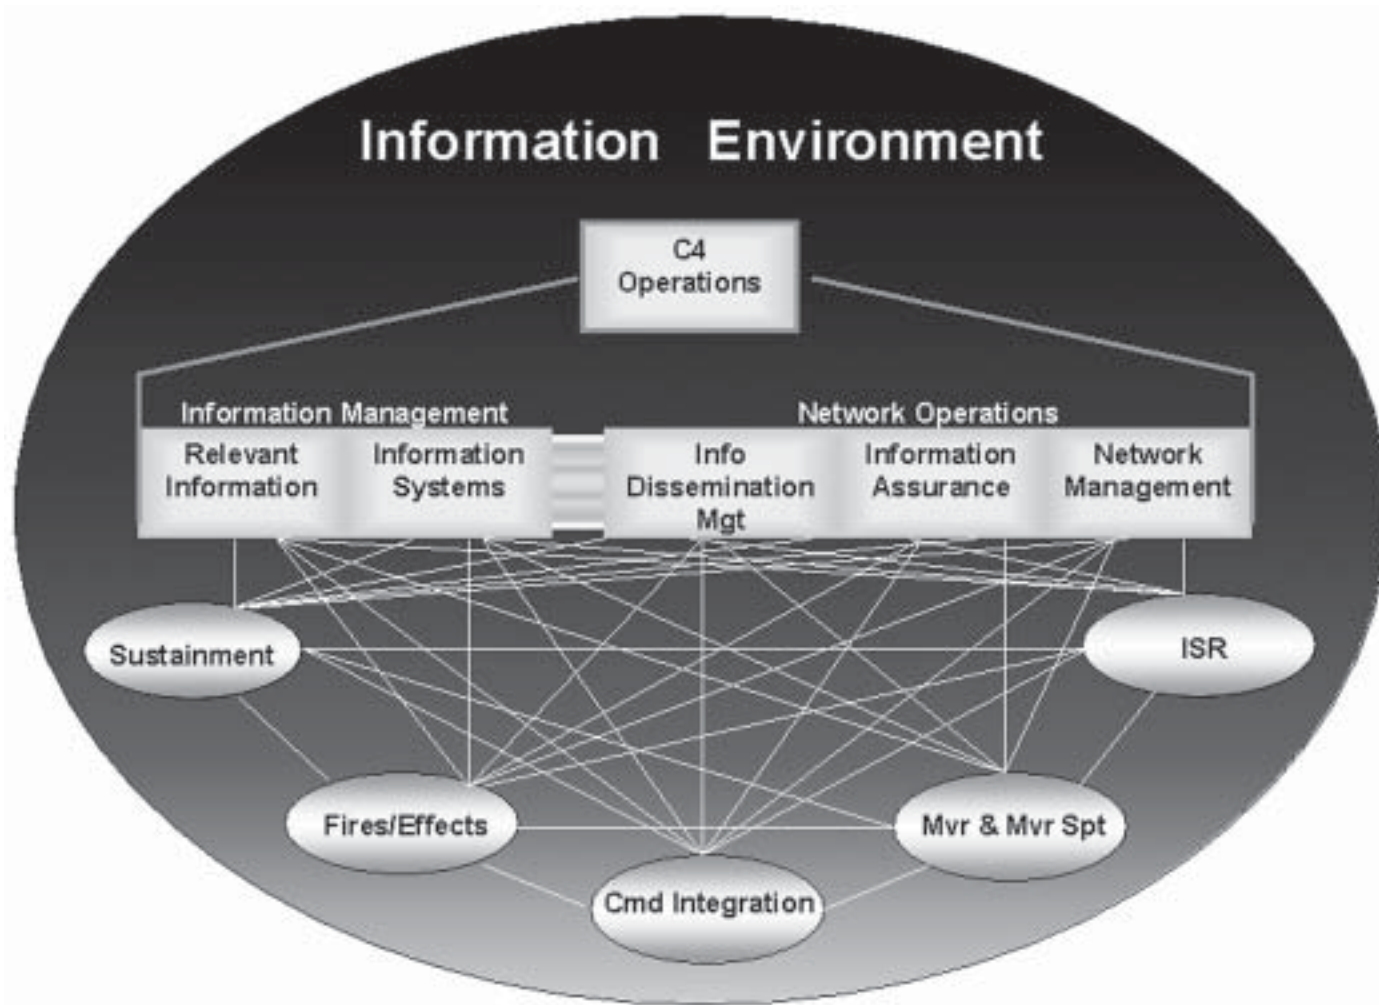 Information Environment
C4
Operations
Information Management
Network Operations
Relevant
Information
Information
Systems
Info
Dissemination
Mgt
Information
Assurance
Network
Management
Sustainment
ISR
Fires/Effects
Mvr & Mvr Spt
Cmd Integration